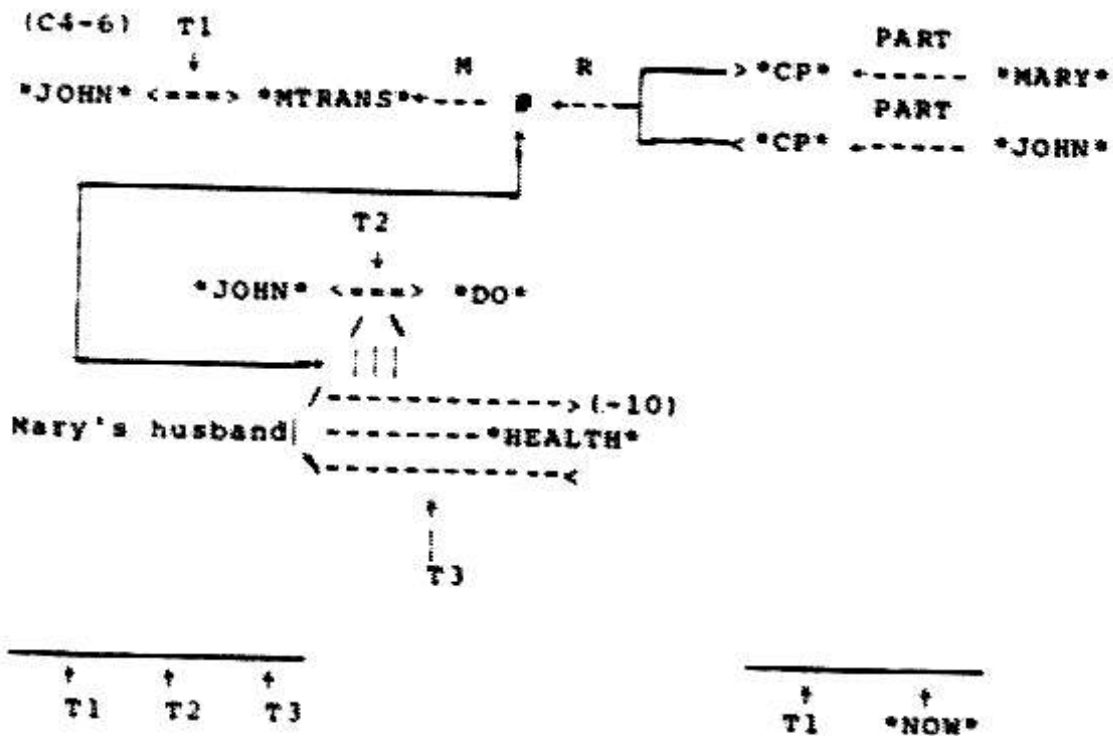 (C4-6) T1
PART
M R
*JOHN* <===> *MTRANS* *CP* *MARY*
PART
*CP* *JOHN*
T2
*JOHN* <===> *DO*
(-10)
Mary's husband *HEALTH*
T3
T1 T2 T3 T1 *NOW*